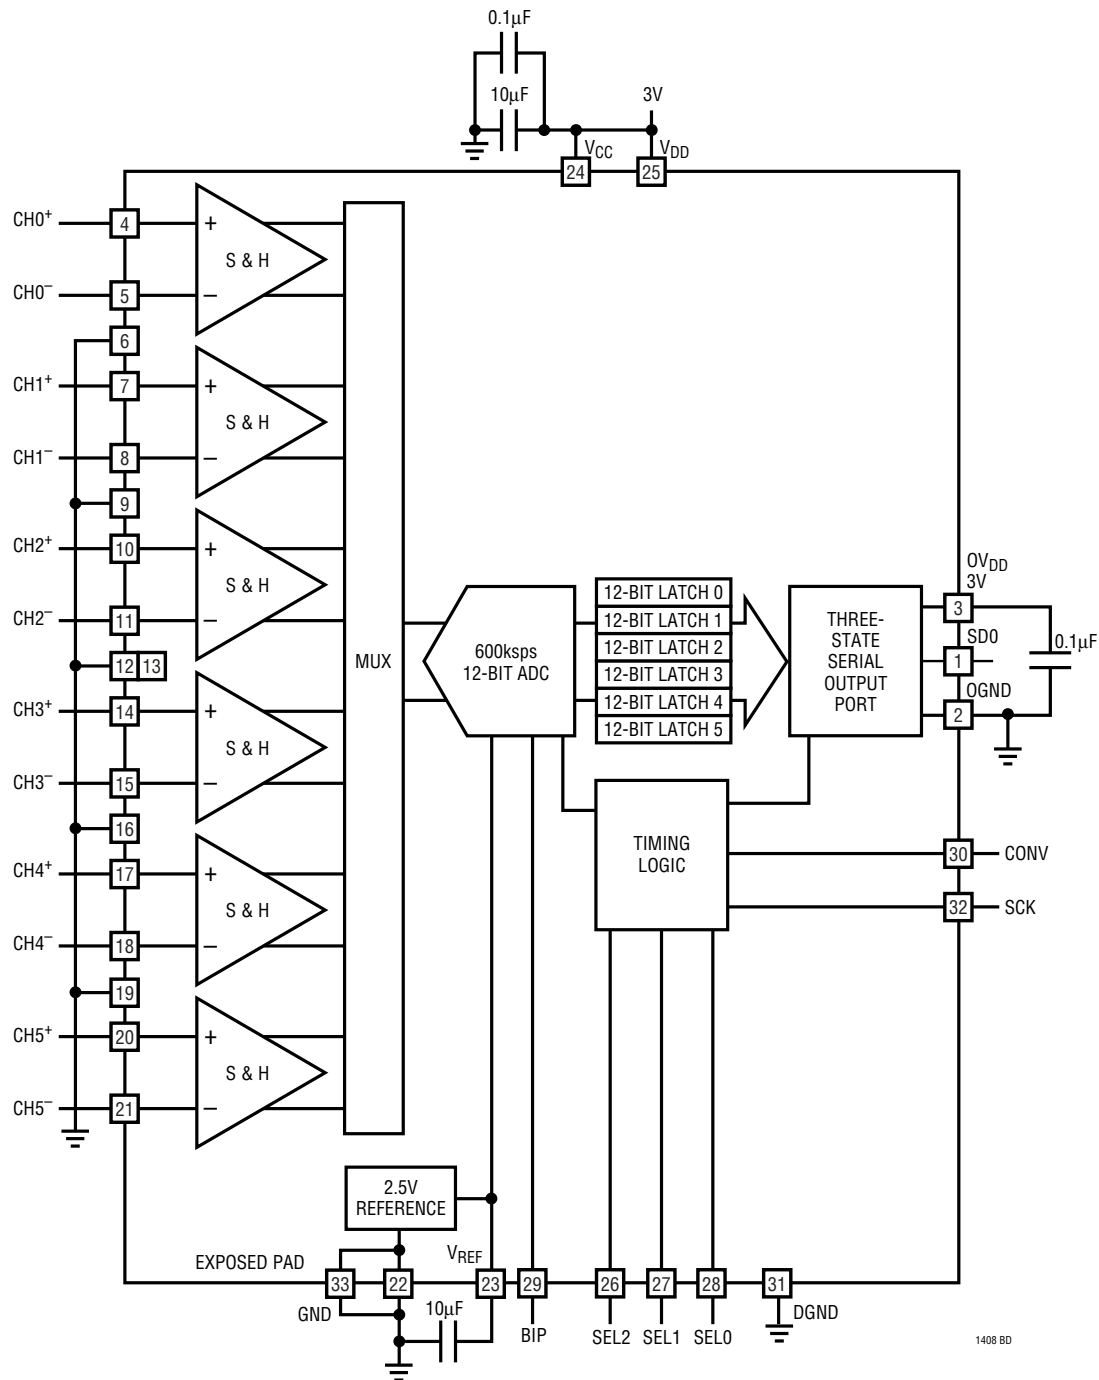 0.1µF
10µF
3V
VCC
VDD
24
25
CH0+
4
+
S & H
CH0−
5
−
6
CH1+
7
+
S & H
CH1−
8
−
9
CH2+
10
+
S & H
CH2−
11
−
12
13
CH3+
14
+
S & H
CH3−
15
−
16
CH4+
17
+
S & H
CH4−
18
−
19
CH5+
20
+
S & H
CH5−
21
−
MUX
600ksps
12-BIT ADC
12-BIT LATCH 0
12-BIT LATCH 1
12-BIT LATCH 2
12-BIT LATCH 3
12-BIT LATCH 4
12-BIT LATCH 5
THREE-
STATE
SERIAL
OUTPUT
PORT
OVDD
3V
3
SD0
1
OGND
2
0.1µF
TIMING
LOGIC
30
CONV
32
SCK
2.5V
REFERENCE
EXPOSED PAD
VREF
33
22
23
29
26
27
28
31
GND
10µF
BIP
SEL2
SEL1
SEL0
DGND
1408 BD